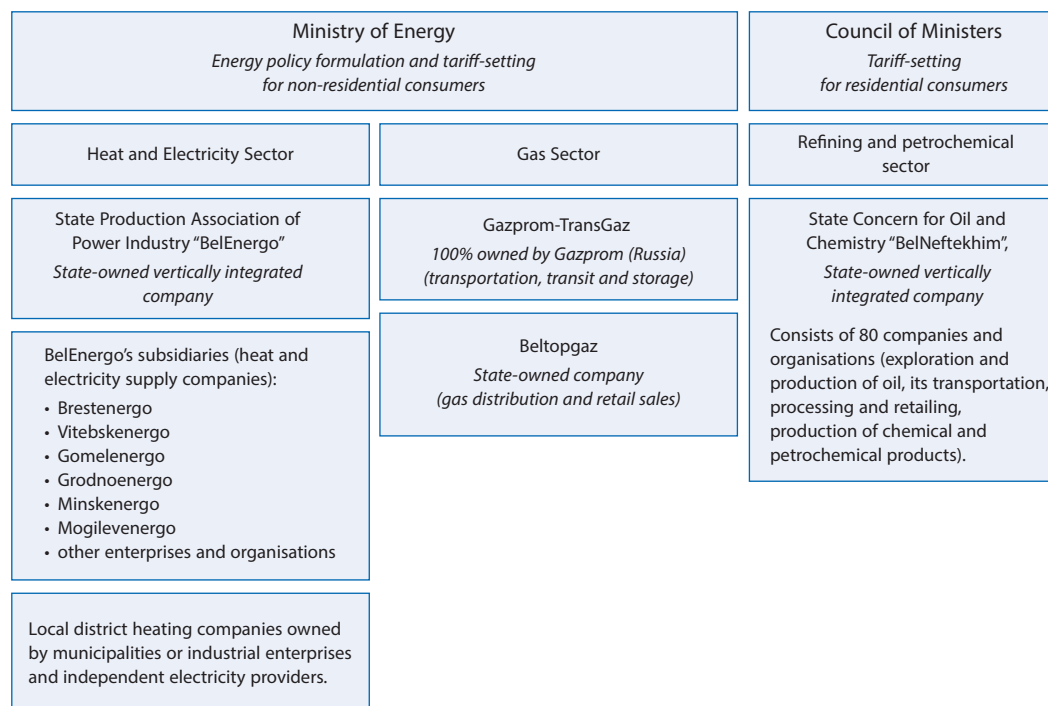 Ministry of Energy
Energy policy formulation and tariff-setting
for non-residential consumers
Council of Ministers
Tariff-setting
for residential consumers
Heat and Electricity Sector
Gas Sector
Refining and petrochemical
sector
State Production Association of
Power Industry “BelEnergo”
State-owned vertically integrated
company
Gazprom-TransGaz
100% owned by Gazprom (Russia)
(transportation, transit and storage)
State Concern for Oil and
Chemistry “BelNeftekhim”,
State-owned vertically
integrated company
Consists of 80 companies and
organisations (exploration and
production of oil, its transportation,
processing and retailing,
production of chemical and
petrochemical products).
BelEnergo’s subsidiaries (heat and
electricity supply companies):
• Brestenergo
• Vitebskenergo
• Gomelenergo
• Grodnoenergo
• Minskenergo
• Mogilevenergo
• other enterprises and organisations
Beltopgaz
State-owned company
(gas distribution and retail sales)
Local district heating companies owned
by municipalities or industrial enterprises
and independent electricity providers.